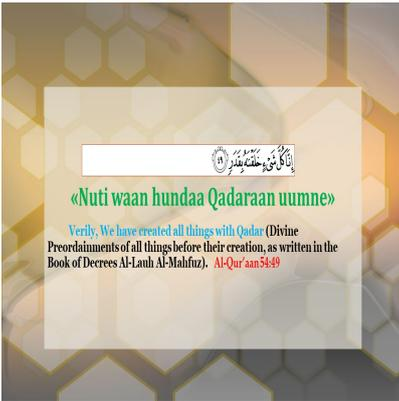 إِنَّا كُلَّ شَىْءٍ خَلَقْنَـٰهُ بِقَدَرٍ ٤٩
«Nuti waan hundaa Qadaraan uumne»
Verily, We have created all things with Qadar (Divine
Preordainments of all things before their creation, as written in the
Book of Decrees Al-Lauh Al-Mahfuz). Al-Qur'aan 54:49